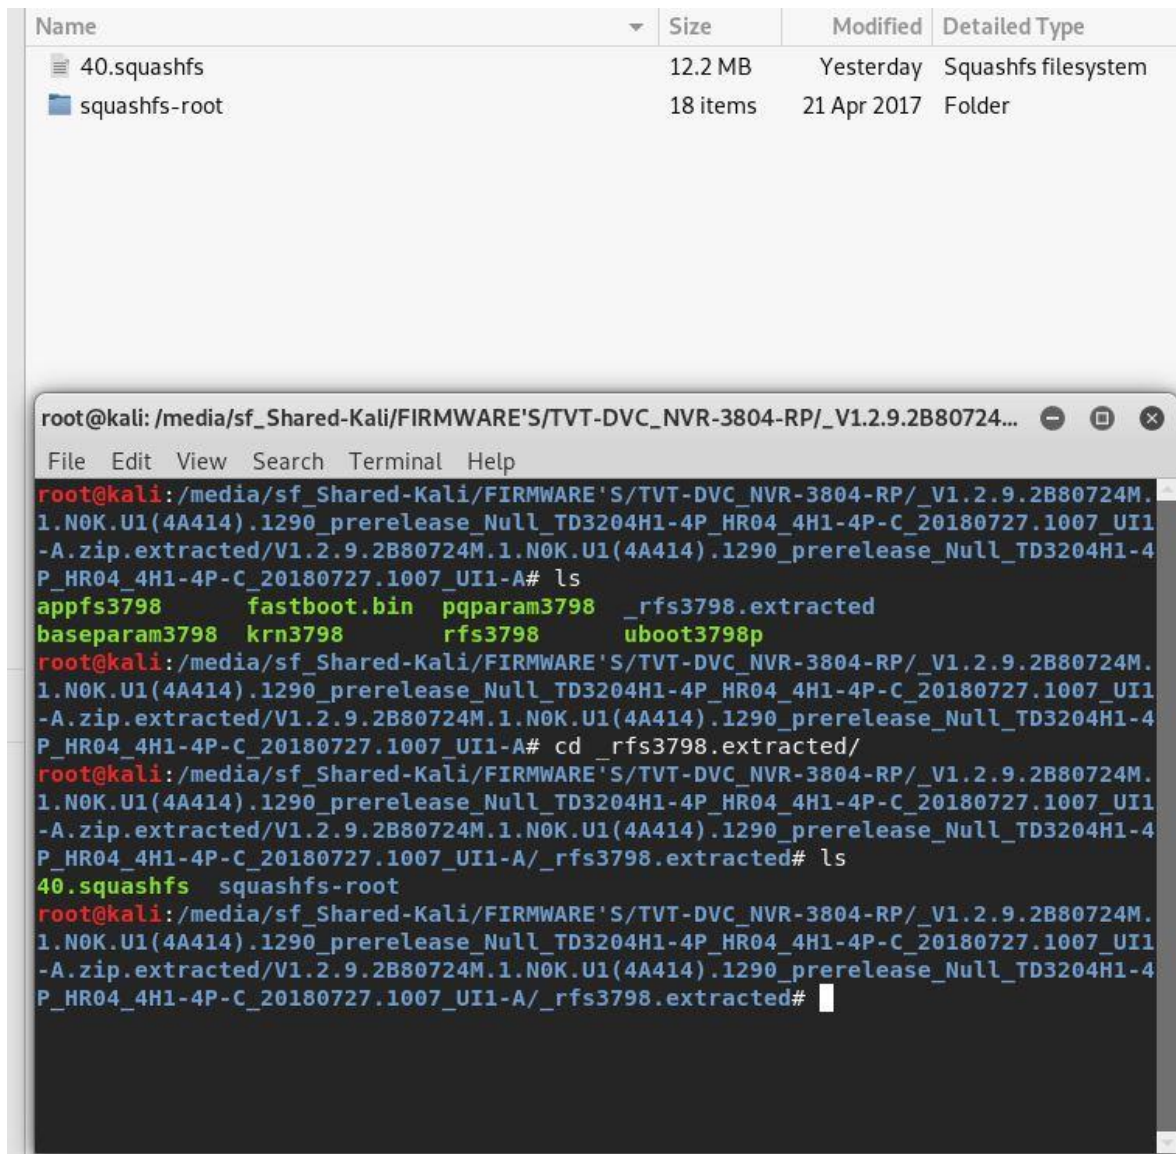 Name Size Modified Detailed Type
40.squashfs 12.2 MB Yesterday Squashfs filesystem
squashfs-root 18 items 21 Apr 2017 Folder
root@kali: /media/sf_Shared-Kali/FIRMWARE'S/TVT-DVC_NVR-3804-RP/_V1.2.9.2B80724...
File Edit View Search Terminal Help
root@kali:/media/sf_Shared-Kali/FIRMWARE'S/TVT-DVC_NVR-3804-RP/_V1.2.9.2B80724M.
1.N0K.U1(4A414).1290_prerelease_Null_TD3204H1-4P_HR04_4H1-4P-C_20180727.1007_UI1
-A.zip.extracted/V1.2.9.2B80724M.1.N0K.U1(4A414).1290_prerelease_Null_TD3204H1-4
P_HR04_4H1-4P-C_20180727.1007_UI1-A# ls
appfs3798 fastboot.bin pqparam3798 _rfs3798.extracted
baseparam3798 krn3798 rfs3798 uboot3798p
root@kali:/media/sf_Shared-Kali/FIRMWARE'S/TVT-DVC_NVR-3804-RP/_V1.2.9.2B80724M.
1.N0K.U1(4A414).1290_prerelease_Null_TD3204H1-4P_HR04_4H1-4P-C_20180727.1007_UI1
-A.zip.extracted/V1.2.9.2B80724M.1.N0K.U1(4A414).1290_prerelease_Null_TD3204H1-4
P_HR04_4H1-4P-C_20180727.1007_UI1-A# cd _rfs3798.extracted/
root@kali:/media/sf_Shared-Kali/FIRMWARE'S/TVT-DVC_NVR-3804-RP/_V1.2.9.2B80724M.
1.N0K.U1(4A414).1290_prerelease_Null_TD3204H1-4P_HR04_4H1-4P-C_20180727.1007_UI1
-A.zip.extracted/V1.2.9.2B80724M.1.N0K.U1(4A414).1290_prerelease_Null_TD3204H1-4
P_HR04_4H1-4P-C_20180727.1007_UI1-A/_rfs3798.extracted# ls
40.squashfs squashfs-root
root@kali:/media/sf_Shared-Kali/FIRMWARE'S/TVT-DVC_NVR-3804-RP/_V1.2.9.2B80724M.
1.N0K.U1(4A414).1290_prerelease_Null_TD3204H1-4P_HR04_4H1-4P-C_20180727.1007_UI1
-A.zip.extracted/V1.2.9.2B80724M.1.N0K.U1(4A414).1290_prerelease_Null_TD3204H1-4
P_HR04_4H1-4P-C_20180727.1007_UI1-A/_rfs3798.extracted#